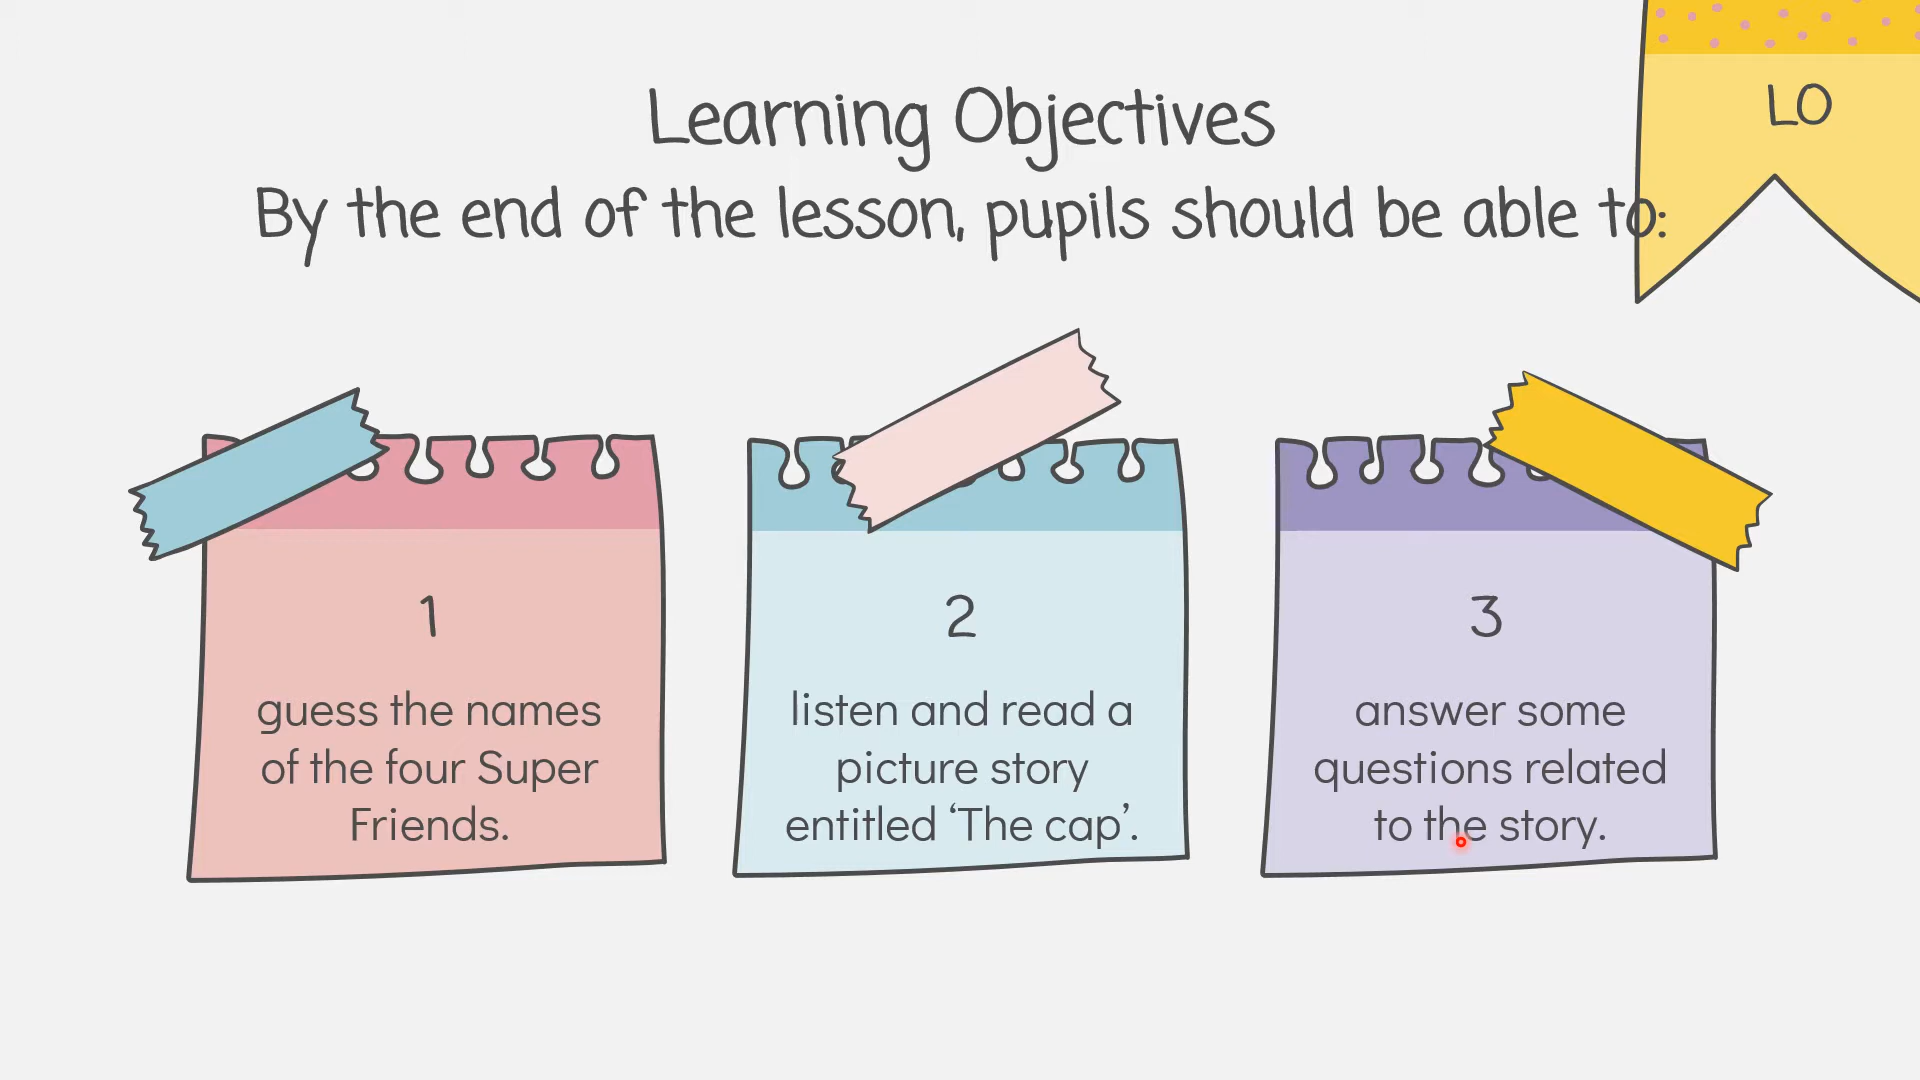 LO
Learning Objectives
By the end of the lesson, pupils should be able to:
1
guess the names
of the four Super
Friends.
2
listen and read a
picture story
entitled ‘The cap’.
3
answer some
questions related
to the story.